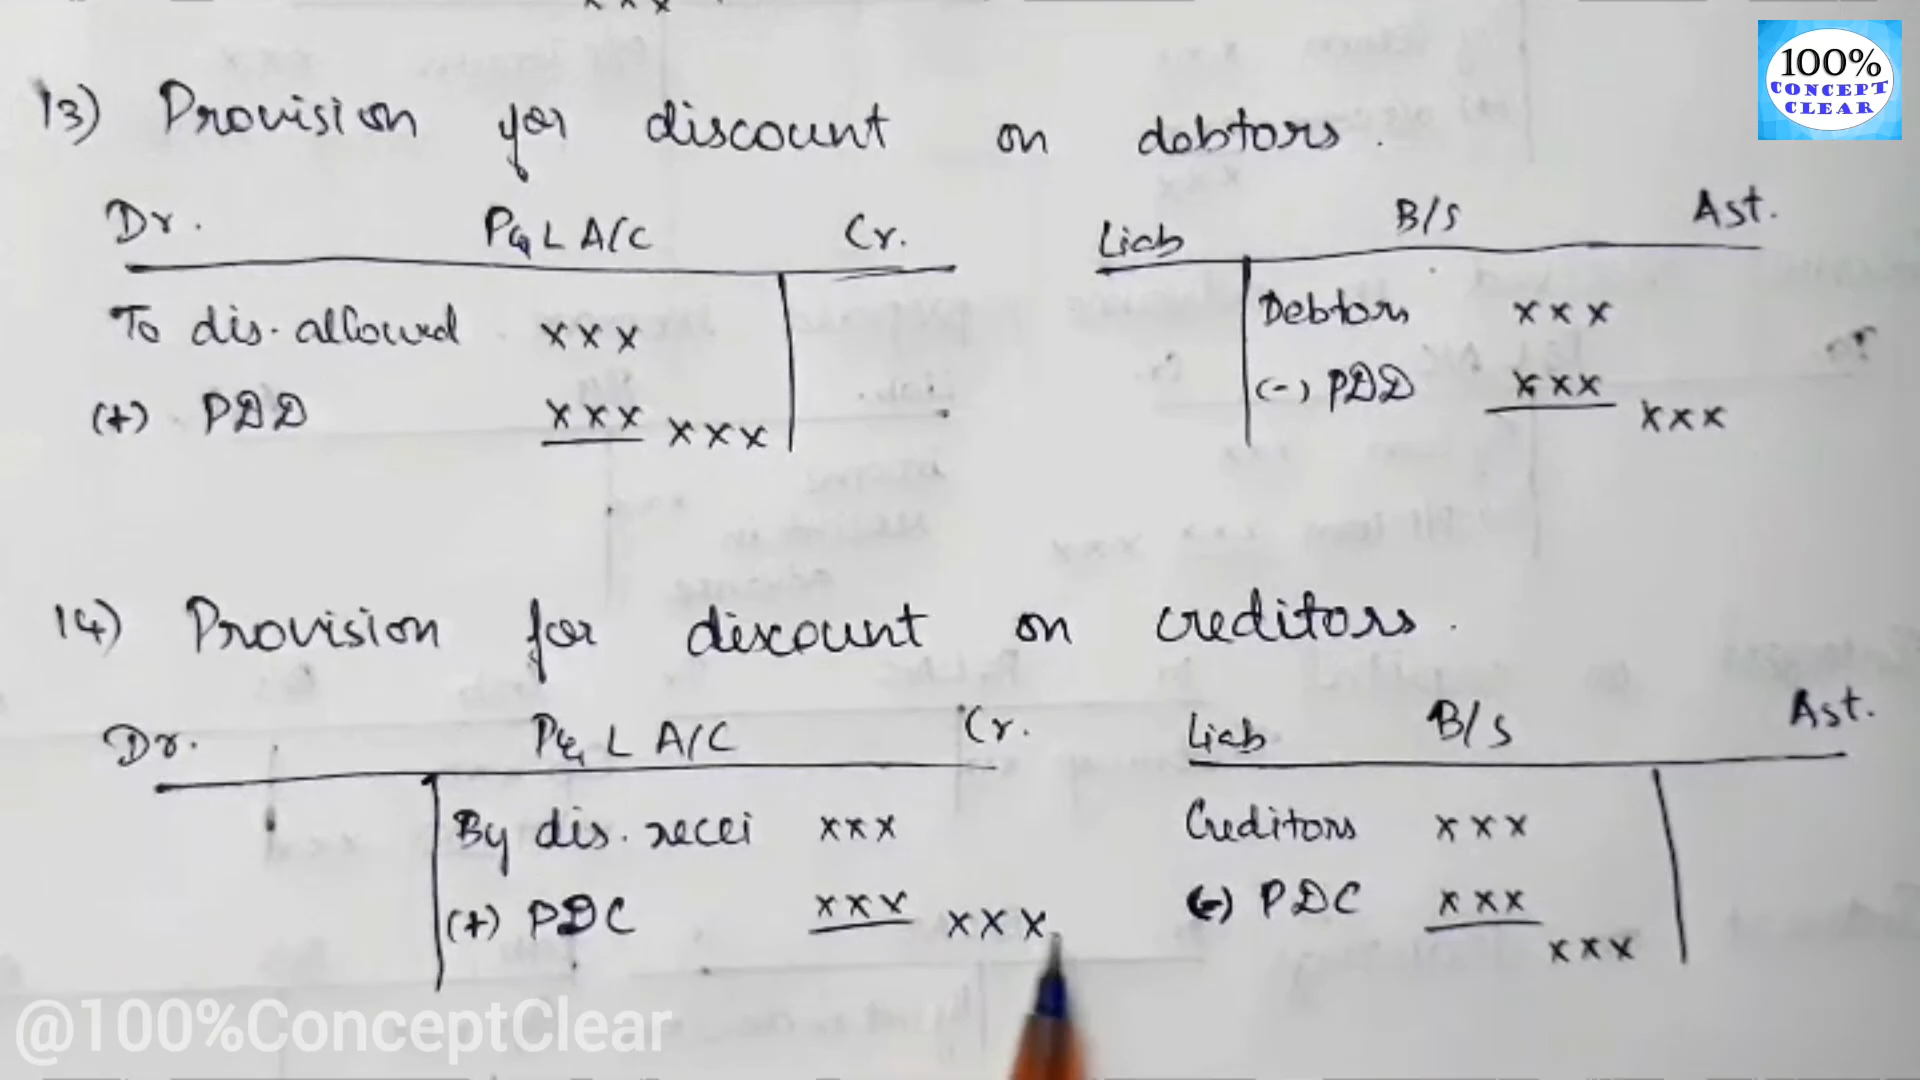 100%
CONCEPT
CLEAR
13) Provision for discount on debtors.
Dr. P&L A/C Cr.
To dis. allowed xxx
(+) PDD xxx xxx
Liab B/S Ast.
Debtors xxx
(-) PDD xxx xxx
14) Provision for discount on creditors.
Dr. P&L A/C Cr.
By dis. recei xxx
(+) PDC xxx xxx
Liab B/S Ast.
Creditors xxx
(-) PDC xxx
xxx
@100%ConceptClear